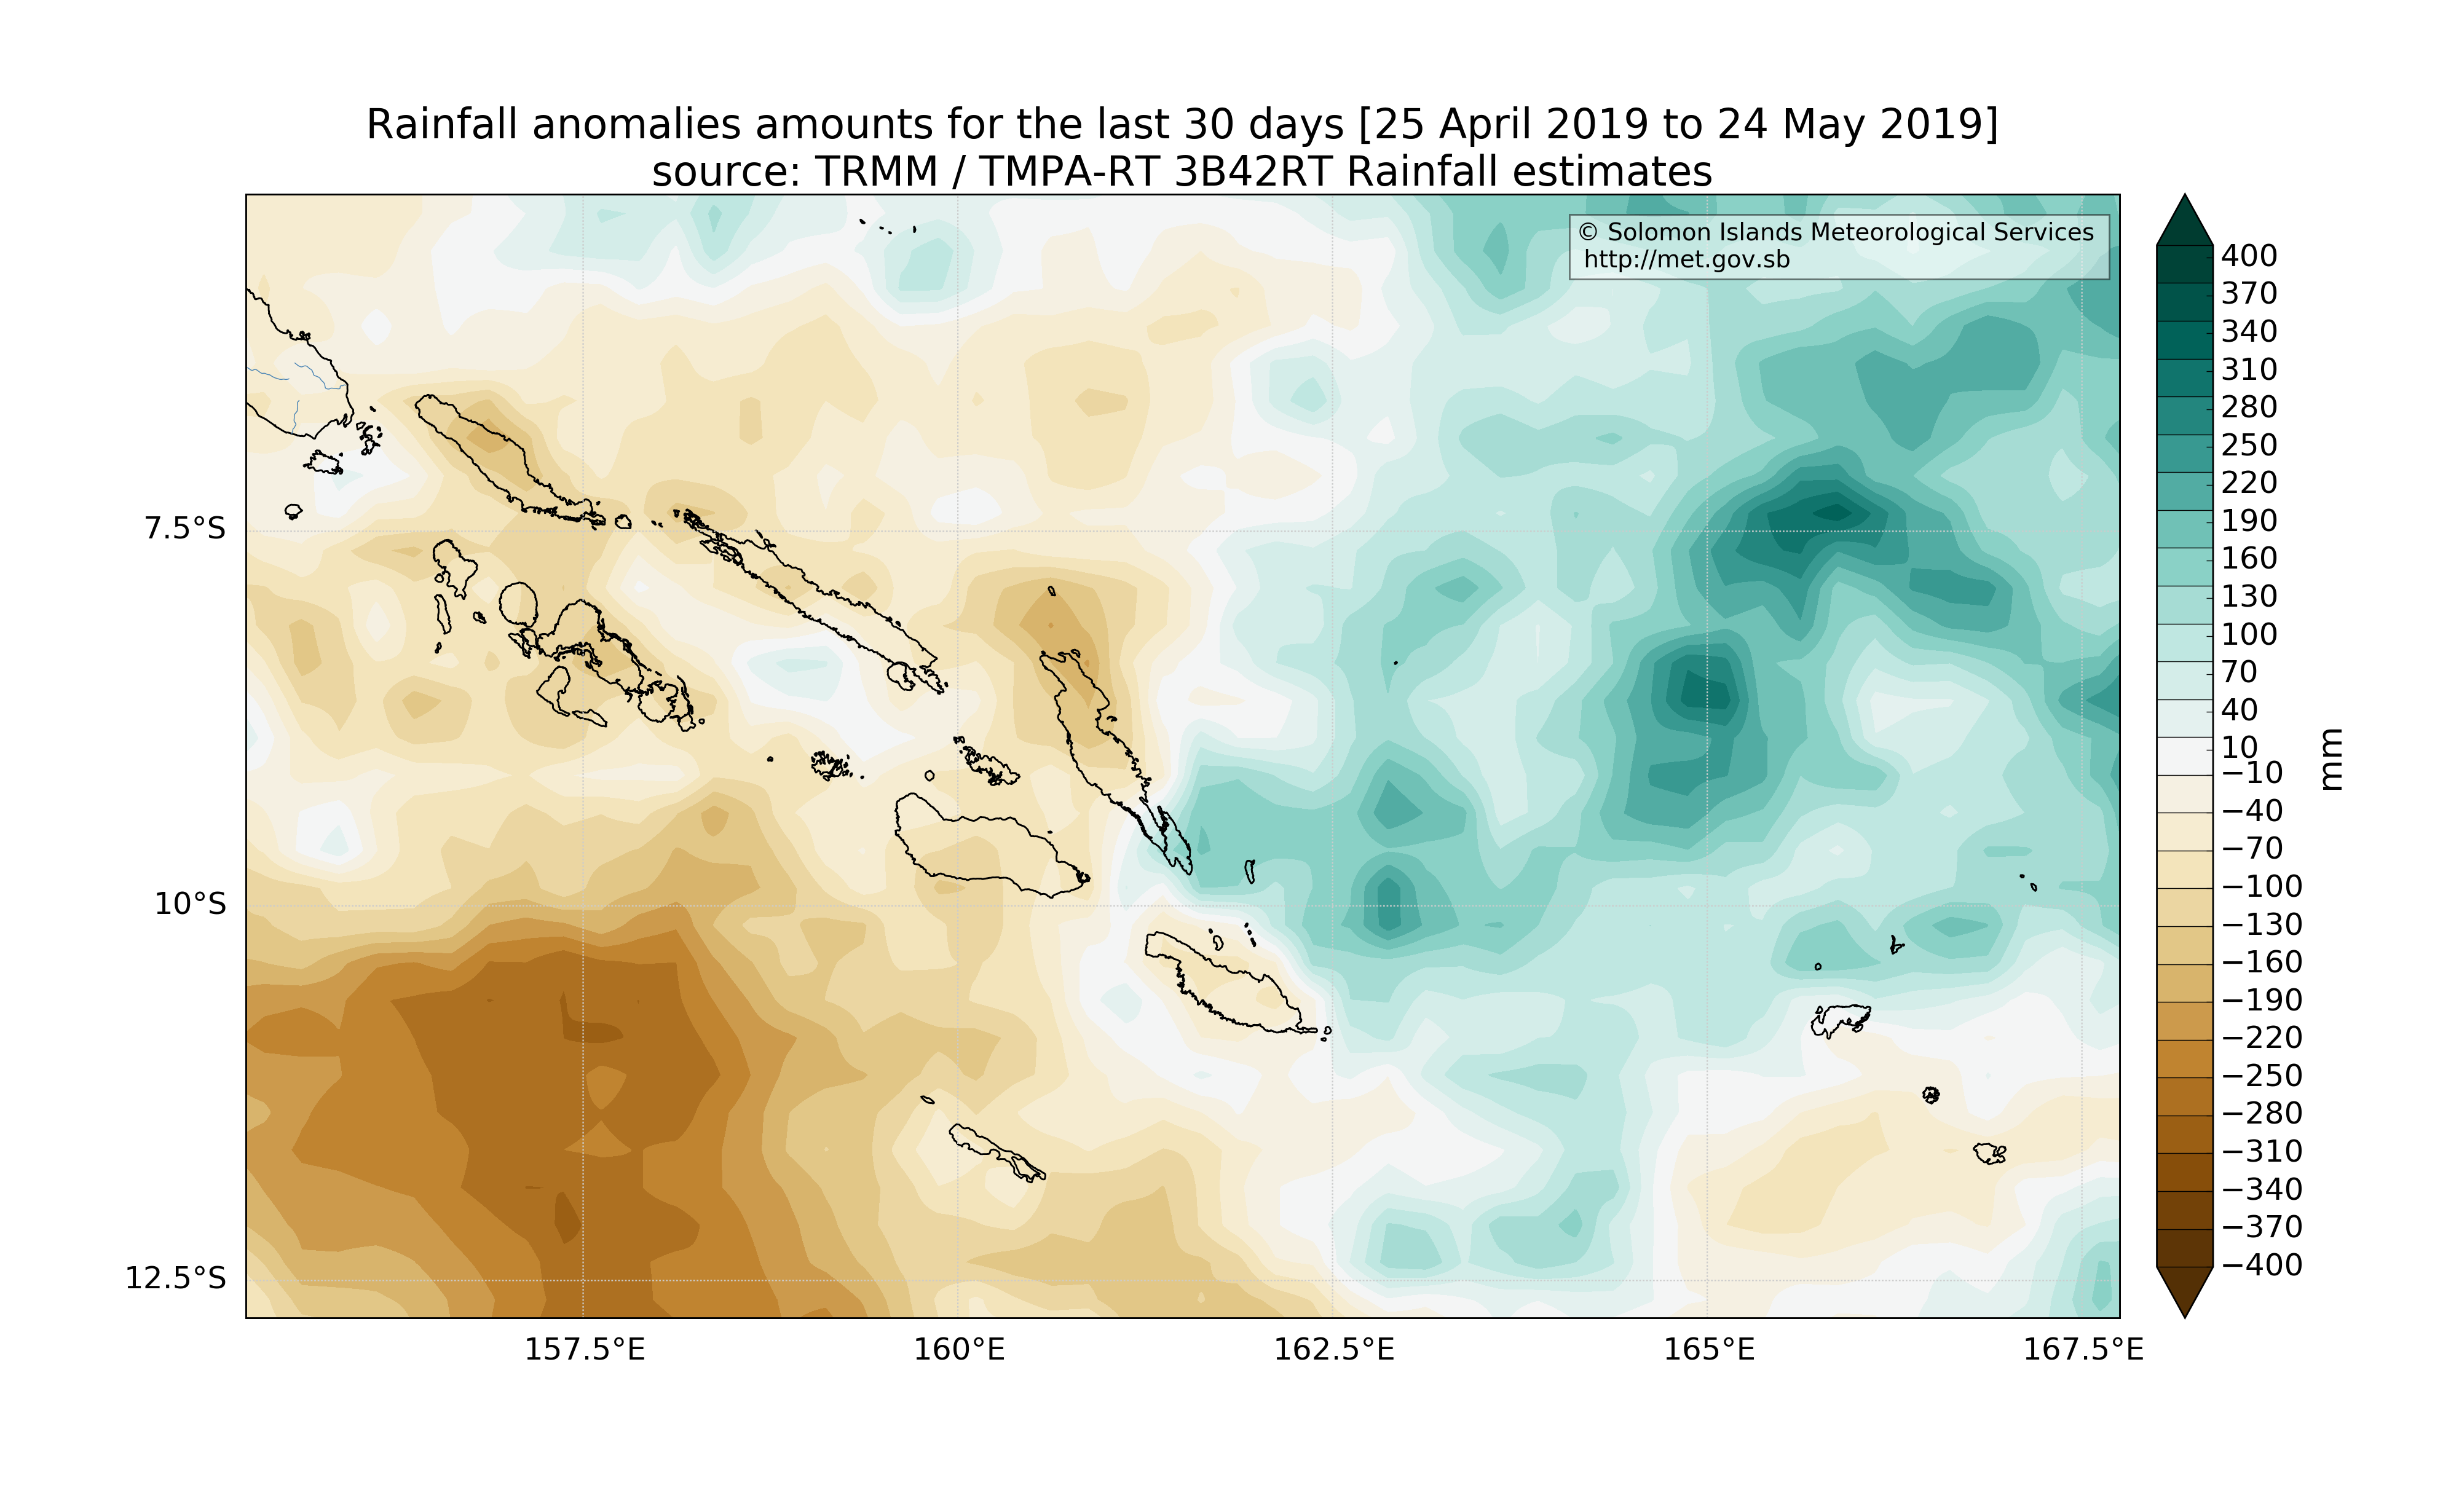 Rainfall anomalies amounts for the last 30 days [25 April 2019 to 24 May 2019]
source: TRMM / TMPA-RT 3B42RT Rainfall estimates
© Solomon Islands Meteorological Services
http://met.gov.sb
7.5°S
10°S
12.5°S
157.5°E
160°E
162.5°E
165°E
167.5°E
400
370
340
310
280
250
220
190
160
130
100
70
40
10
−10
−40
−70
−100
−130
−160
−190
−220
−250
−280
−310
−340
−370
−400
mm